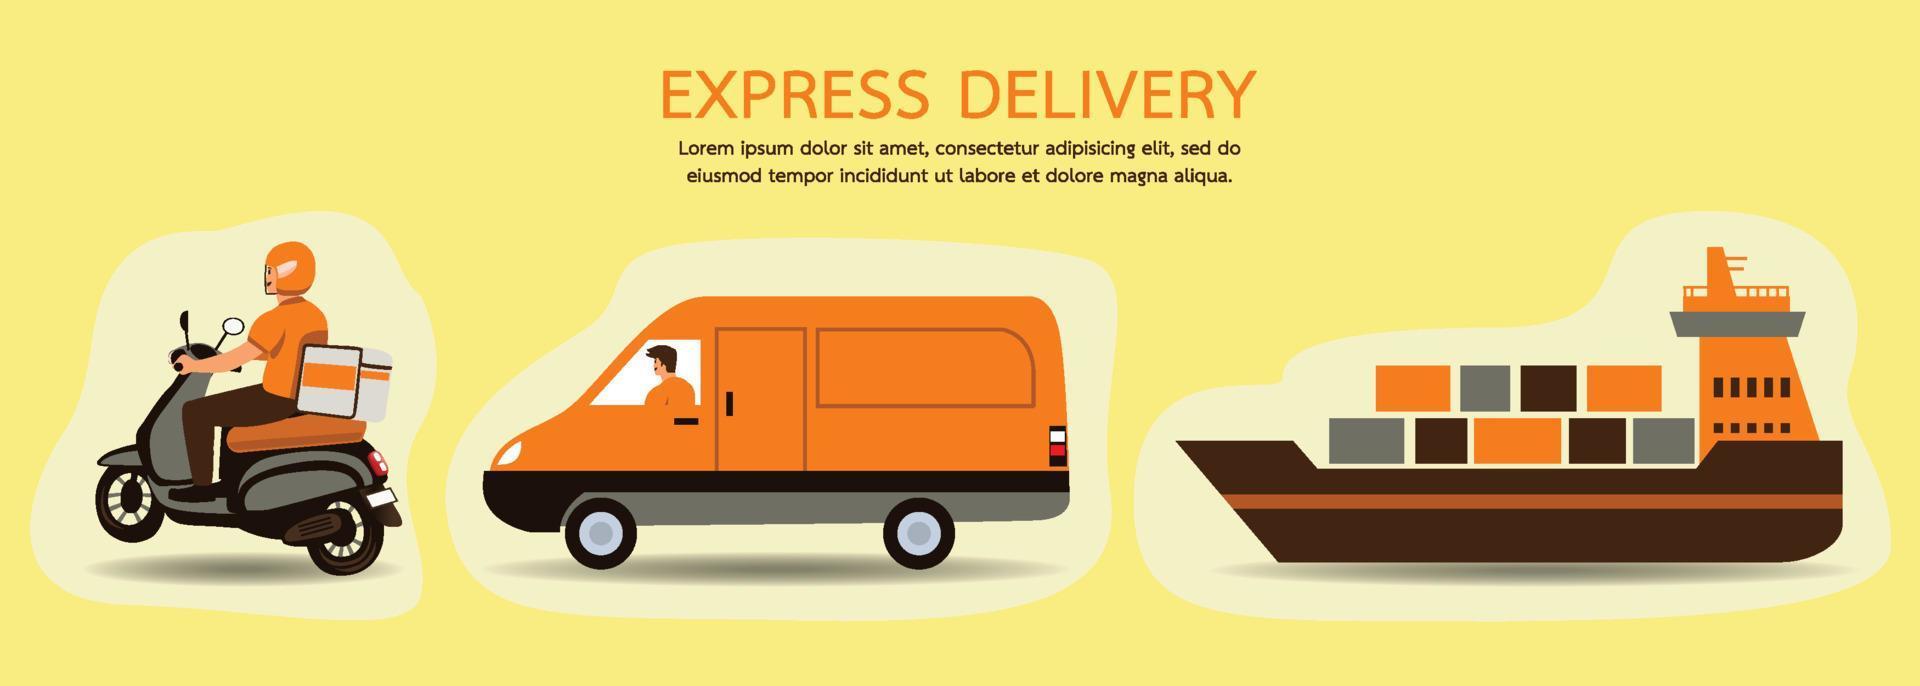 EXPRESS DELIVERY
Lorem ipsum dolor sit amet, consectetur adipisicing elit, sed do
eiusmod tempor incididunt ut labore et dolore magna aliqua.